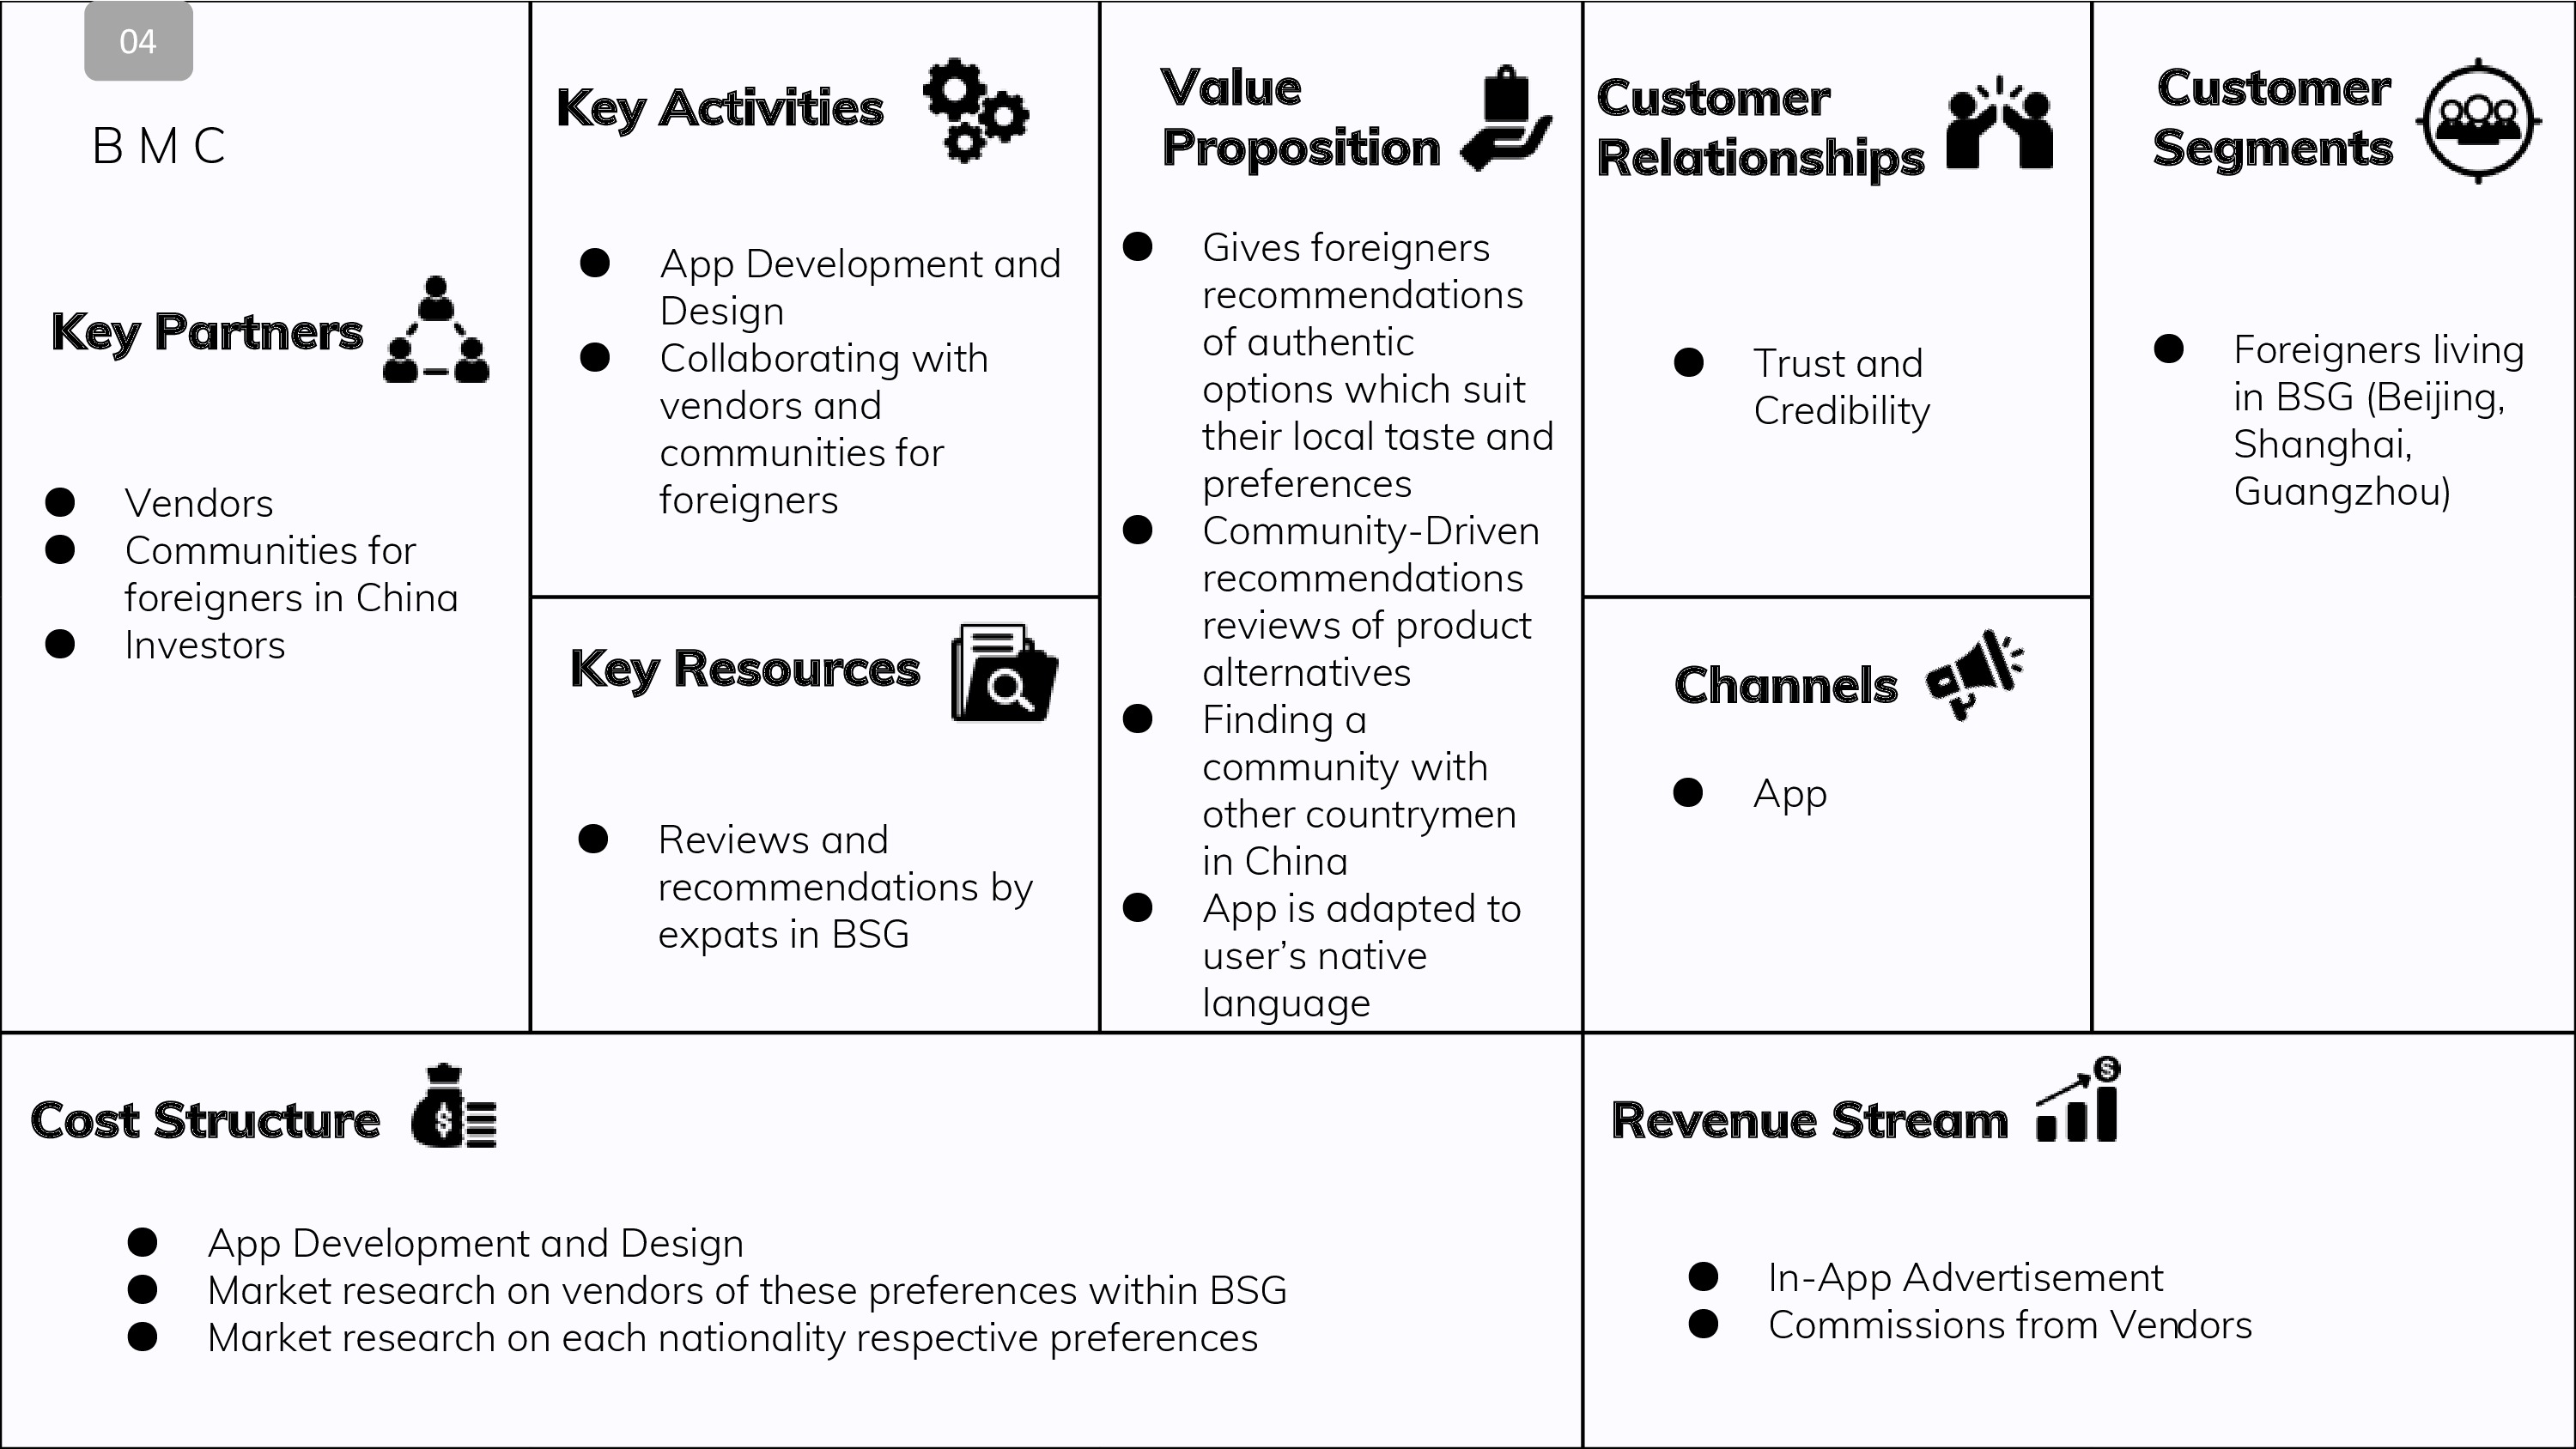 04
BMC
Key Partners
Vendors
Communities for
foreigners in China
Investors
Key Activities
App Development and
Design
Collaborating with
vendors and
communities for
foreigners
Key Resources
Reviews and
recommendations by
expats in BSG
Value
Proposition
Gives foreigners
recommendations
of authentic
options which suit
their local taste and
preferences
Community-Driven
recommendations
reviews of product
alternatives
Finding a
community with
other countrymen
in China
App is adapted to
user’s native
language
Customer
Relationships
Trust and
Credibility
Channels
App
Customer
Segments
Foreigners living
in BSG (Beijing,
Shanghai,
Guangzhou)
Cost Structure
$
App Development and Design
Market research on vendors of these preferences within BSG
Market research on each nationality respective preferences
Revenue Stream
$
In-App Advertisement
Commissions from Vendors